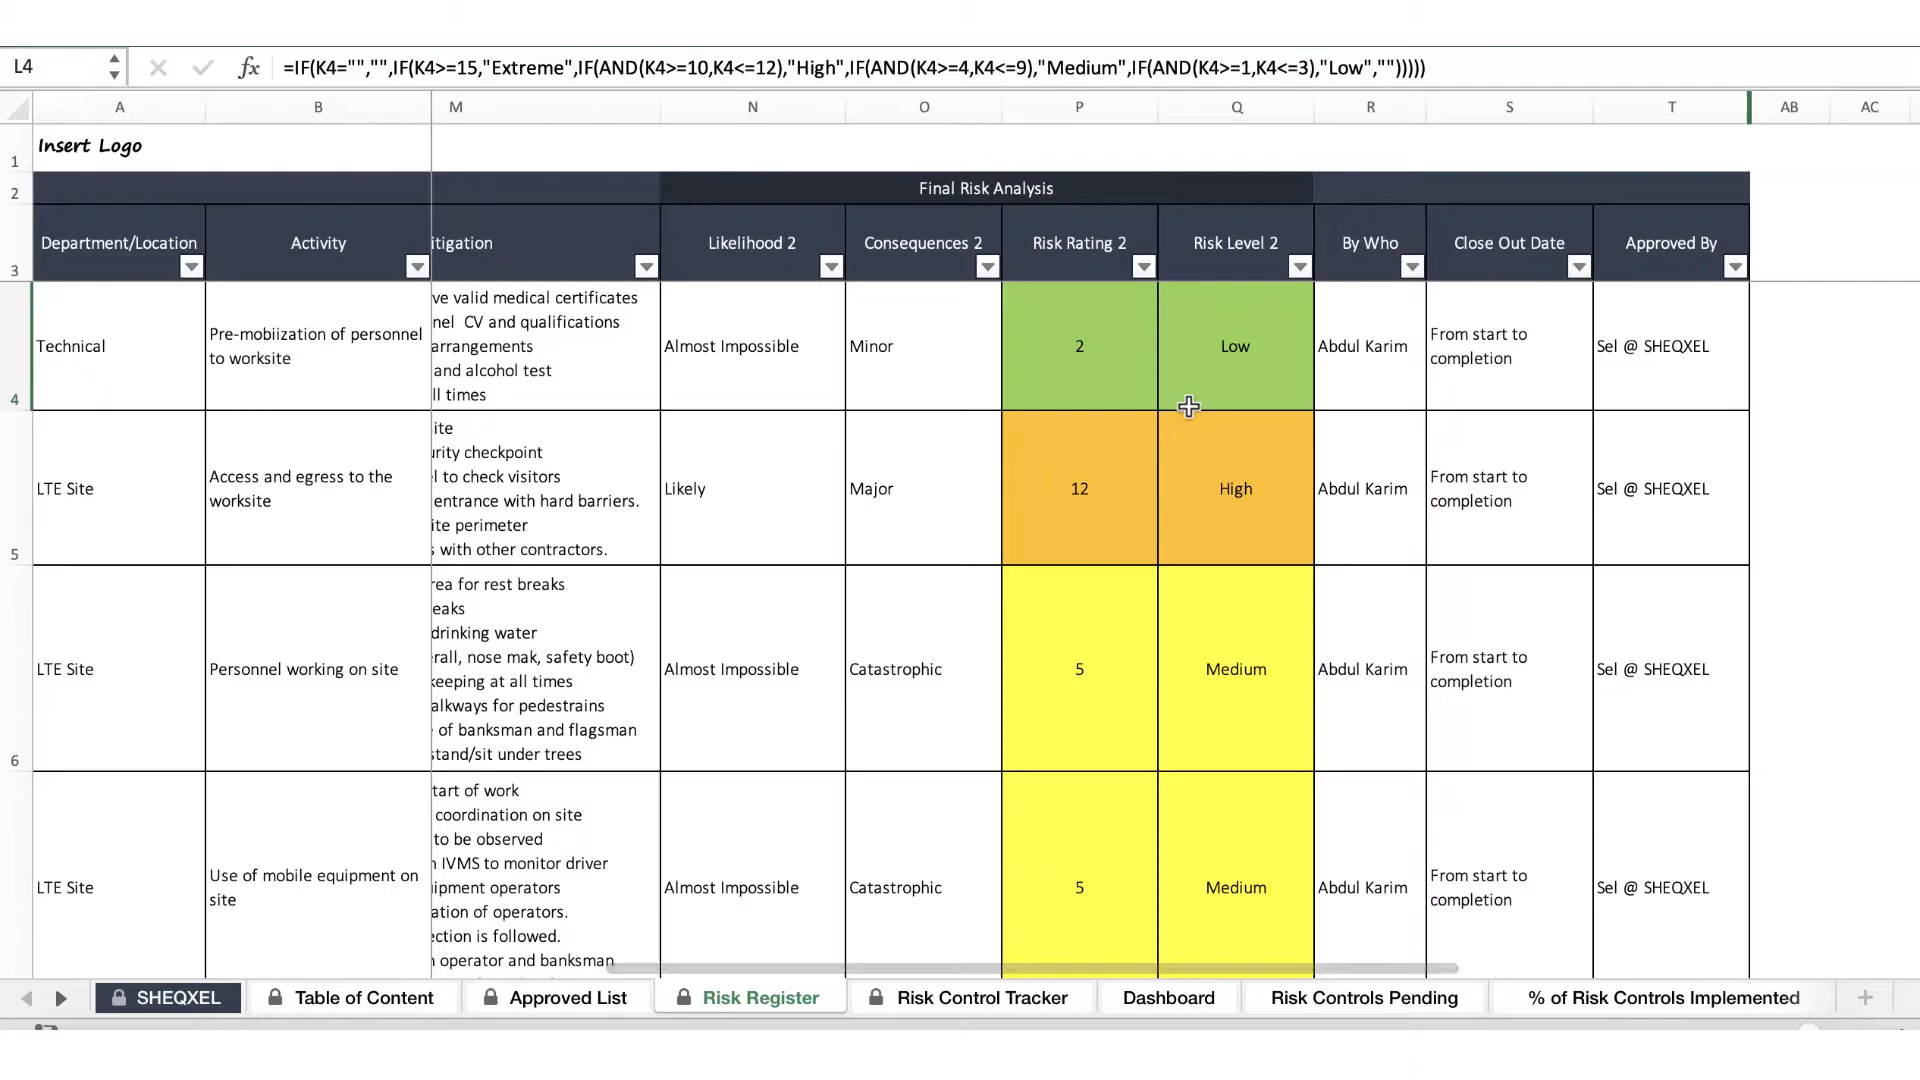 L4
fx
=IF(K4="","",IF(K4>=15,"Extreme",IF(AND(K4>=10,K4<=12),"High",IF(AND(K4>=4,K4<=9),"Medium",IF(AND(K4>=1,K4<=3),"Low","")))))
A B M N O P Q R S T AB AC
1 Insert Logo
2 Final Risk Analysis
3 Department/Location Activity itigation Likelihood 2 Consequences 2 Risk Rating 2 Risk Level 2 By Who Close Out Date Approved By
4
Technical
Pre-mobiization of personnel
to worksite
ve valid medical certificates
nel CV and qualifications
arrangements
and alcohol test
ll times
Almost Impossible
Minor
2
Low
Abdul Karim
From start to
completion
Sel @ SHEQXEL
5
LTE Site
Access and egress to the
worksite
ite
urity checkpoint
l to check visitors
entrance with hard barriers.
ite perimeter
s with other contractors.
Likely
Major
12
High
Abdul Karim
From start to
completion
Sel @ SHEQXEL
6
LTE Site
Personnel working on site
rea for rest breaks
eaks
drinking water
erall, nose mak, safety boot)
keeping at all times
alkways for pedestrains
of banksman and flagsman
stand/sit under trees
Almost Impossible
Catastrophic
5
Medium
Abdul Karim
From start to
completion
Sel @ SHEQXEL
LTE Site
Use of mobile equipment on
site
tart of work
coordination on site
to be observed
n IVMS to monitor driver
uipment operators
ation of operators.
ection is followed.
operator and banksman
Almost Impossible
Catastrophic
5
Medium
Abdul Karim
From start to
completion
Sel @ SHEQXEL
SHEQXEL Table of Content Approved List Risk Register Risk Control Tracker Dashboard Risk Controls Pending % of Risk Controls Implemented